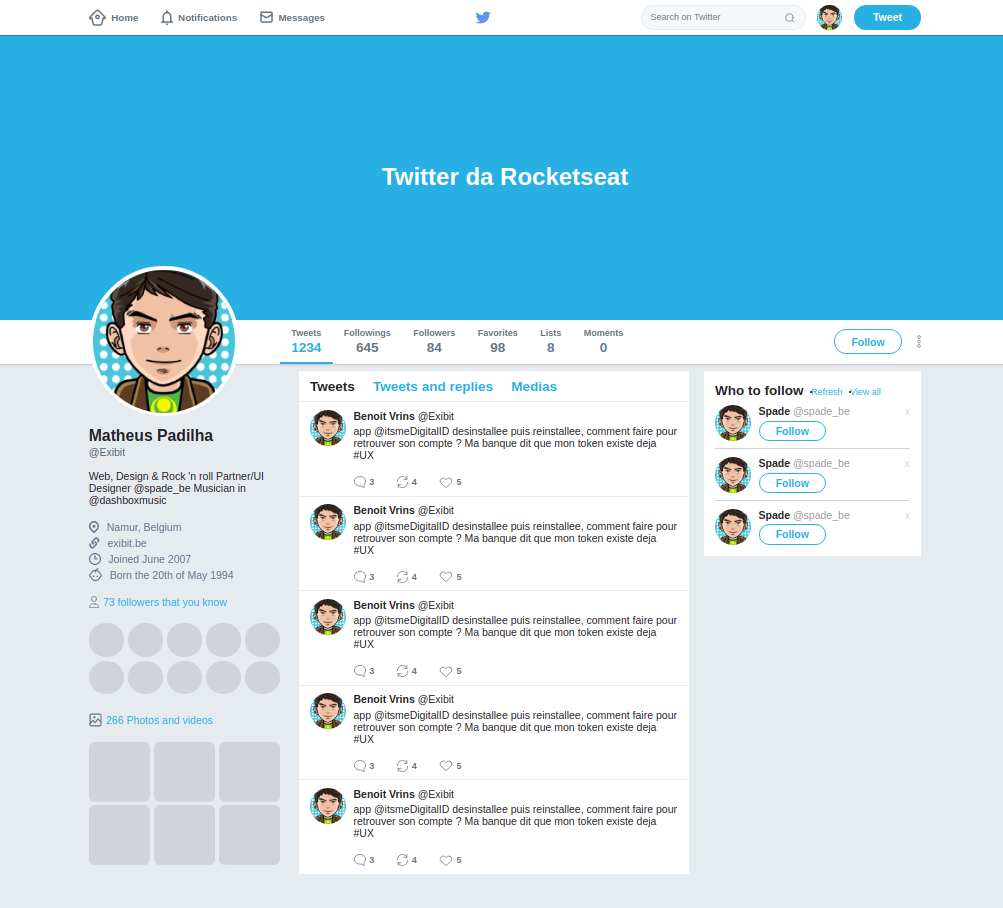 Home Notifications Messages Search on Twitter Tweet
Twitter da Rocketseat
Tweets Followings Followers Favorites Lists Moments
1234 645 84 98 8 0
Follow
Matheus Padilha
@Exibit
Web, Design & Rock 'n roll Partner/UI
Designer @spade_be Musician in
@dashboxmusic
Namur, Belgium
exibit.be
Joined June 2007
Born the 20th of May 1994
73 followers that you know
266 Photos and videos
Tweets Tweets and replies Medias
Benoit Vrins @Exibit
app @itsmeDigitalID desinstallee puis reinstallee, comment faire pour
retrouver son compte ? Ma banque dit que mon token existe deja
#UX
3 4 5
Benoit Vrins @Exibit
app @itsmeDigitalID desinstallee puis reinstallee, comment faire pour
retrouver son compte ? Ma banque dit que mon token existe deja
#UX
3 4 5
Benoit Vrins @Exibit
app @itsmeDigitalID desinstallee puis reinstallee, comment faire pour
retrouver son compte ? Ma banque dit que mon token existe deja
#UX
3 4 5
Benoit Vrins @Exibit
app @itsmeDigitalID desinstallee puis reinstallee, comment faire pour
retrouver son compte ? Ma banque dit que mon token existe deja
#UX
3 4 5
Benoit Vrins @Exibit
app @itsmeDigitalID desinstallee puis reinstallee, comment faire pour
retrouver son compte ? Ma banque dit que mon token existe deja
#UX
3 4 5
Who to follow •Refresh •View all
Spade @spade_be x
Follow
Spade @spade_be x
Follow
Spade @spade_be x
Follow